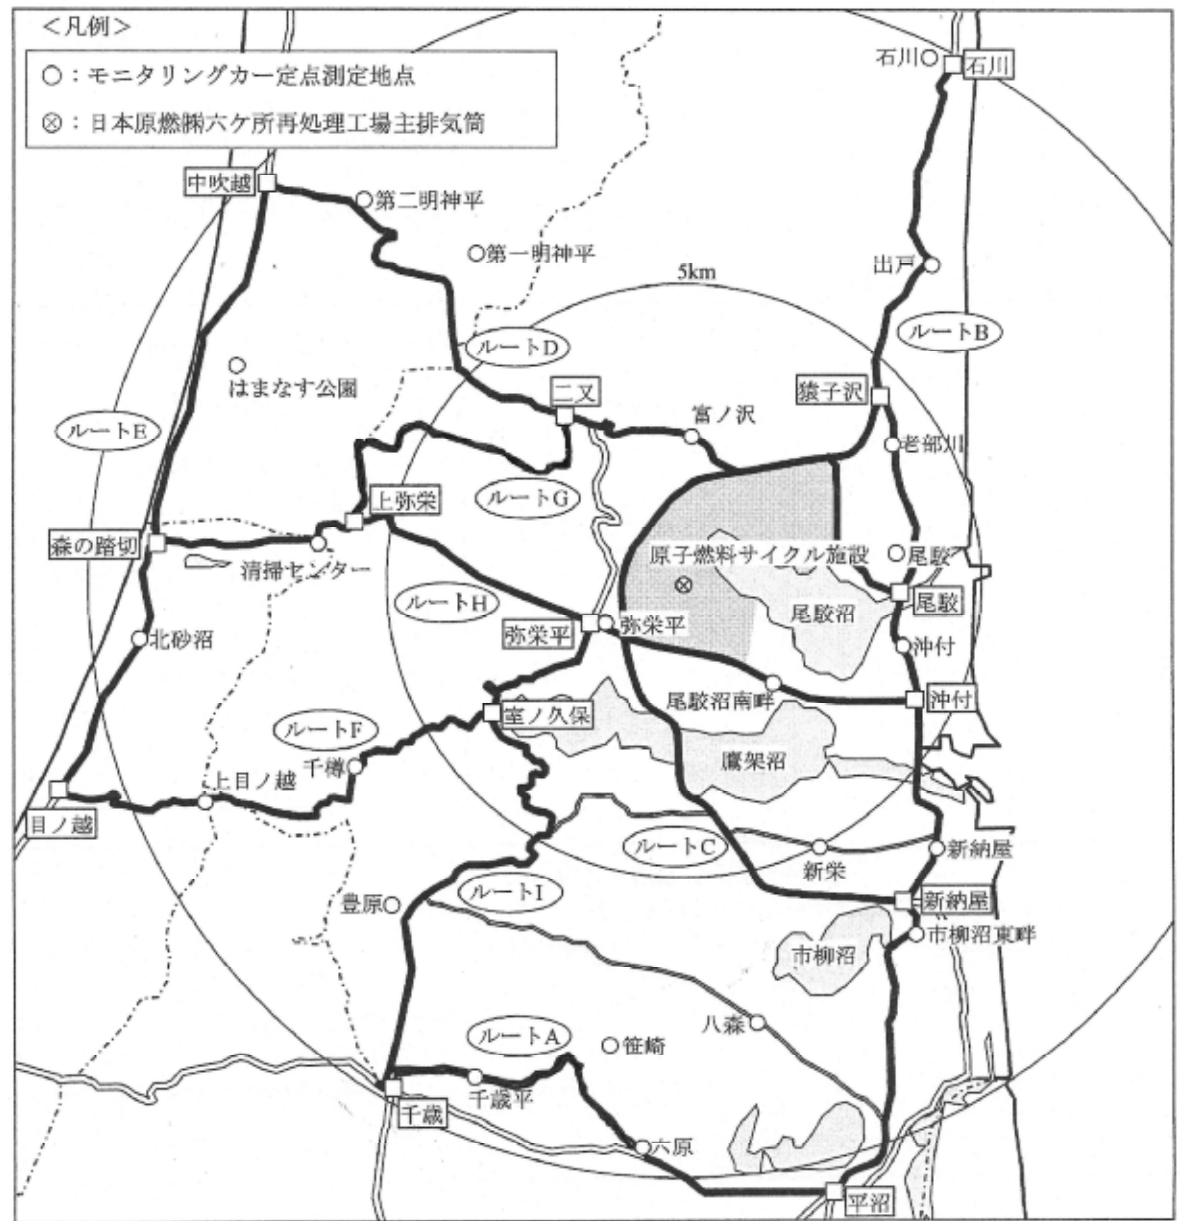 ＜凡例＞
○：モニタリングカー定点測定地点
⊗：日本原燃㈱六ケ所再処理工場主排気筒
石川
石川
中吹越
第二明神平
第一明神平
出戸
5km
ルートB
ルートD
はまなす公園
二又
猿子沢
富ノ沢
ルートE
老部川
上弥栄
ルートG
森の踏切
清掃センター
原子燃料サイクル施設
尾駮
ルートH
尾駮沼
尾駮
弥栄平
弥栄平
北砂沼
沖付
尾駮沼南畔
沖付
室ノ久保
ルートF
鷹架沼
千樽
上目ノ越
目ノ越
ルートC
新栄
新納屋
ルートI
豊原
新納屋
市柳沼東畔
市柳沼
八森
ルートA
笹崎
千歳平
千歳
六原
平沼